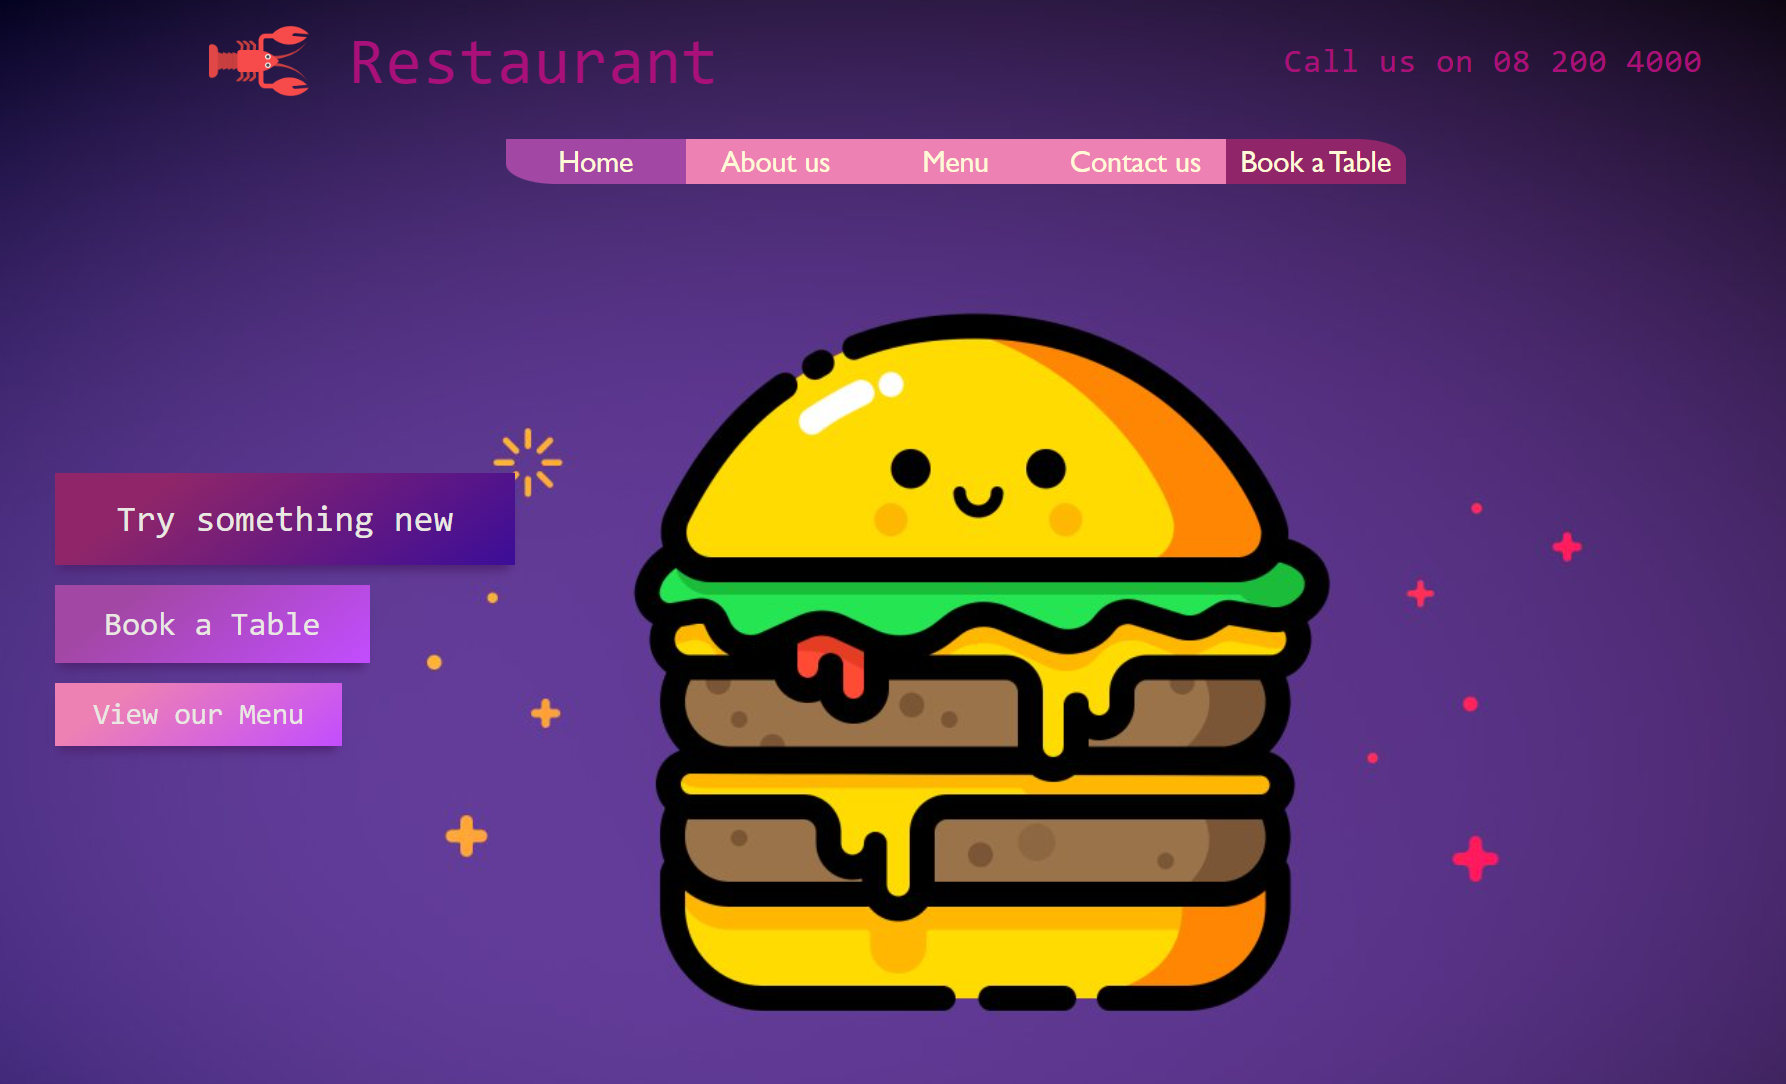 Restaurant
Call us on 08 200 4000
Home
About us
Menu
Contact us
Book a Table
Try something new
Book a Table
View our Menu